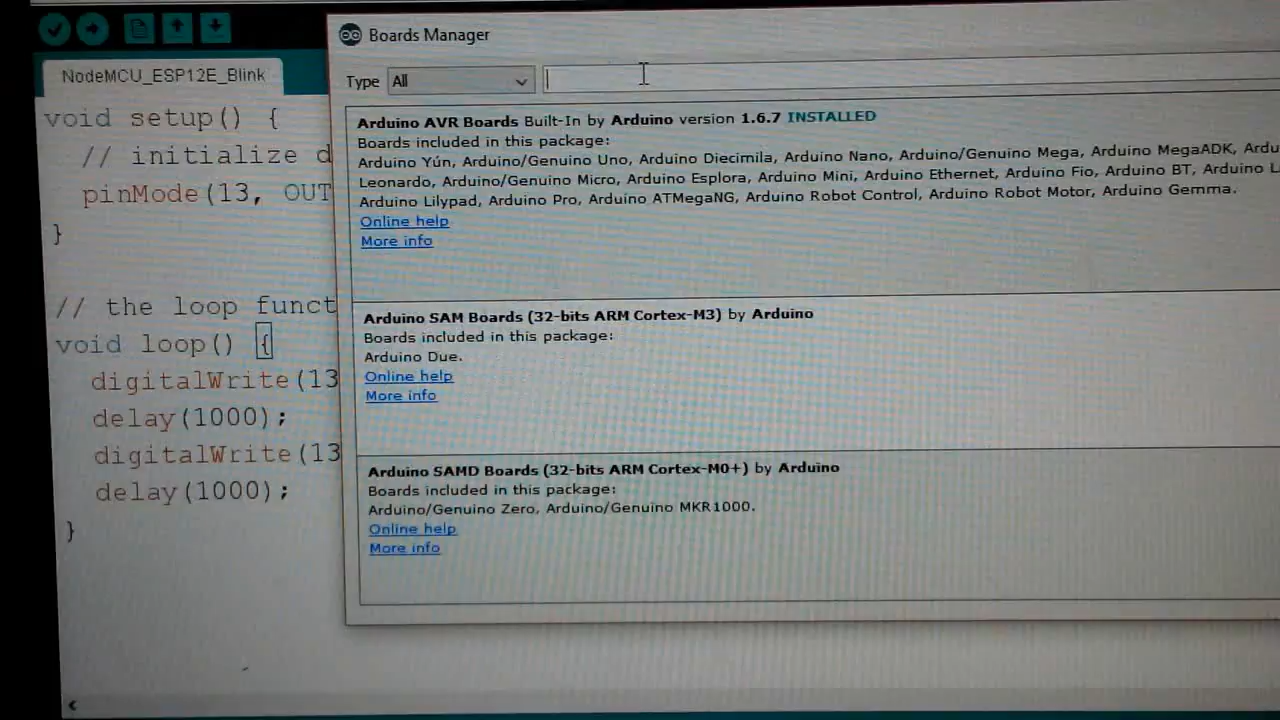 Boards Manager
NodeMCU_ESP12E_Blink
Type All
void setup() {
// initialize d
pinMode(13, OUT
}
// the loop funct
void loop() {
digitalWrite(13
delay(1000);
digitalWrite(13
delay(1000);
}
Arduino AVR Boards Built-In by Arduino version 1.6.7 INSTALLED
Boards included in this package:
Arduino Yún, Arduino/Genuino Uno, Arduino Diecimila, Arduino Nano, Arduino/Genuino Mega, Arduino MegaADK, Ardu
Leonardo, Arduino/Genuino Micro, Arduino Esplora, Arduino Mini, Arduino Ethernet, Arduino Fio, Arduino BT, Arduino L
Arduino Lilypad, Arduino Pro, Arduino ATMegaNG, Arduino Robot Control, Arduino Robot Motor, Arduino Gemma.
Online help
More info
Arduino SAM Boards (32-bits ARM Cortex-M3) by Arduino
Boards included in this package:
Arduino Due.
Online help
More info
Arduino SAMD Boards (32-bits ARM Cortex-M0+) by Arduino
Boards included in this package:
Arduino/Genuino Zero, Arduino/Genuino MKR1000.
Online help
More info